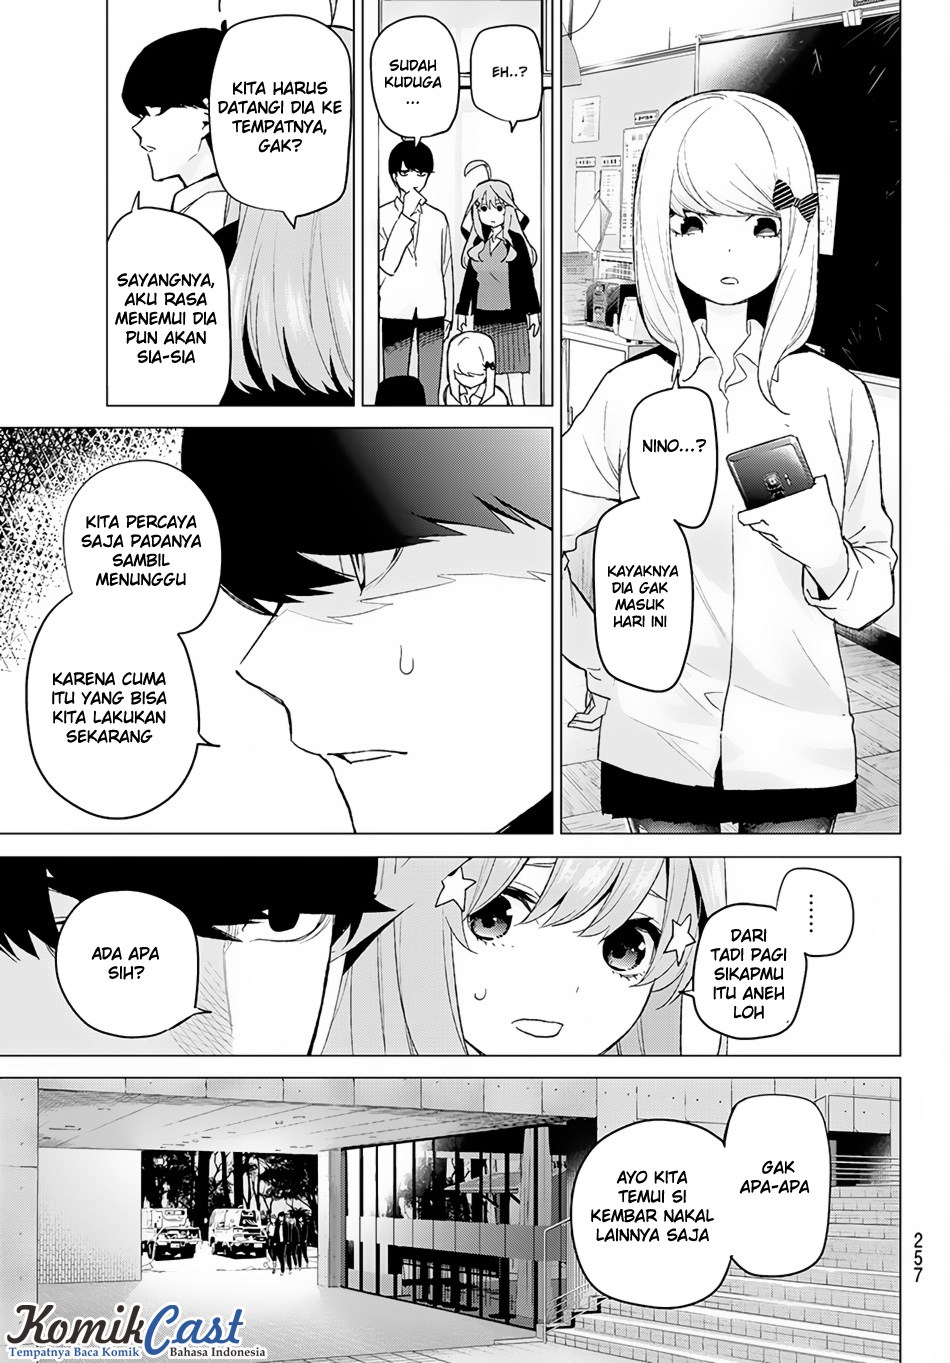 NINO...?
KAYAKNYA
DIA GAK
MASUK
HARI INI
EH..?
SUDAH
KUDUGA
...
KITA HARUS
DATANGI DIA KE
TEMPATNYA,
GAK?
SAYANGNYA,
AKU RASA
MENEMUI DIA
PUN AKAN
SIA-SIA
KITA PERCAYA
SAJA PADANYA
SAMBIL
MENUNGGU
KARENA CUMA
ITU YANG BISA
KITA LAKUKAN
SEKARANG
......
DARI
TADI PAGI
SIKAPMU
ITU ANEH
LOH
ADA APA
SIH?
GAK
APA-APA
AYO KITA
TEMUI SI
KEMBAR NAKAL
LAINNYA SAJA
257
KomikCast
Tempatnya Baca Komik Bahasa Indonesia